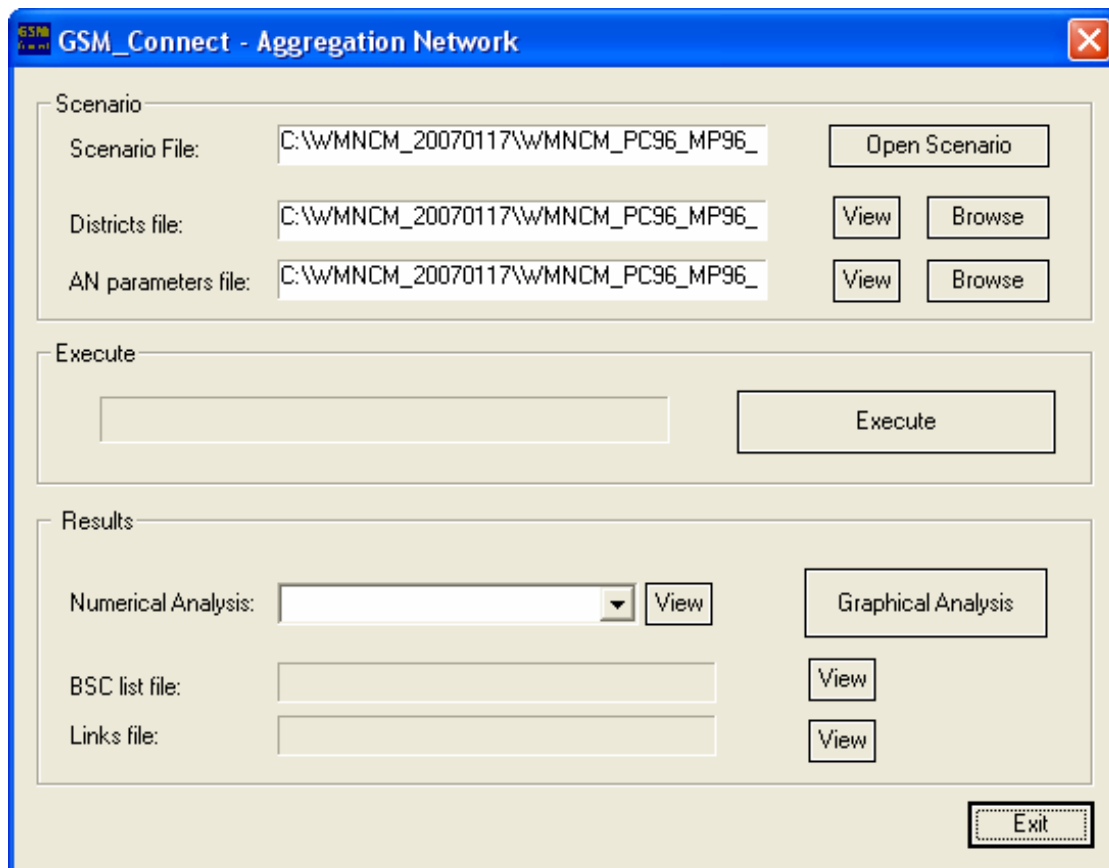 GSM_Connect - Aggregation Network
Scenario
Scenario File: C:\WMNCM_20070117\WMNCM_PC96_MP96_ Open Scenario
Districts file: C:\WMNCM_20070117\WMNCM_PC96_MP96_ View Browse
AN parameters file: C:\WMNCM_20070117\WMNCM_PC96_MP96_ View Browse
Execute
Execute
Results
Numerical Analysis: View Graphical Analysis
BSC list file: View
Links file: View
Exit